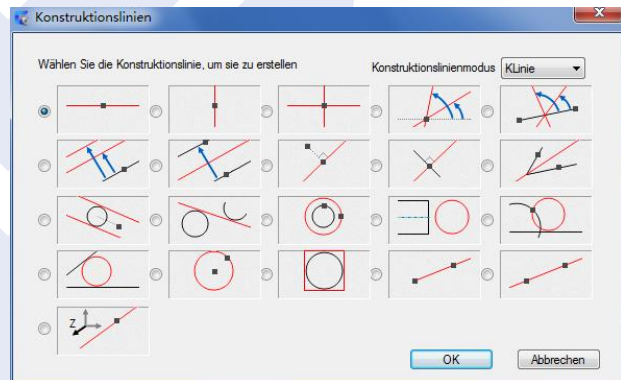 Konstruktionslinien
Wählen Sie die Konstruktionslinie, um sie zu erstellen
Konstruktionslinienmodus KLinie
Z
OK Abbrechen